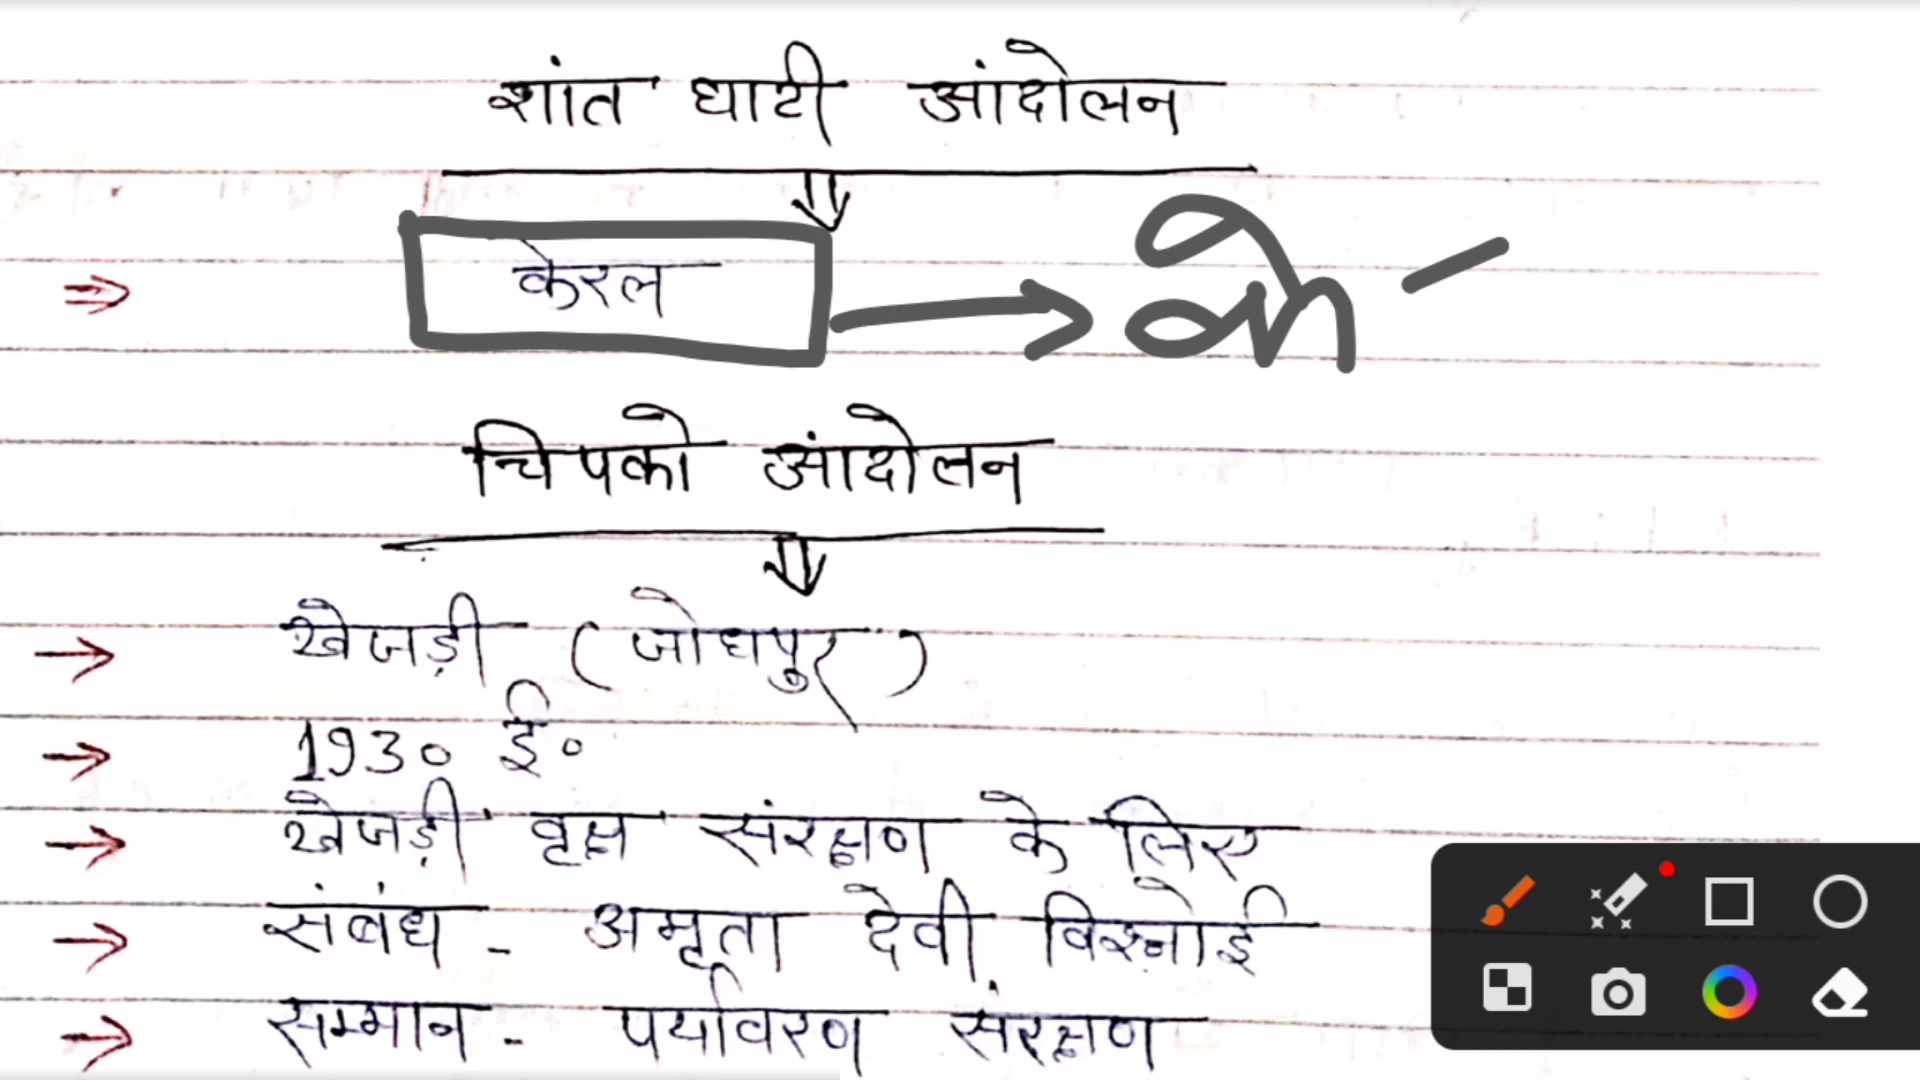 शांत घाटी आंदोलन
केरल
के
चिपको आंदोलन
खेजड़ी (जोधपुर)
1930 ई०
खेजड़ी वृक्ष संरक्षण के लिए
संबंध - अमृता देवी विश्नोई
सम्मान - पर्यावरण संरक्षण